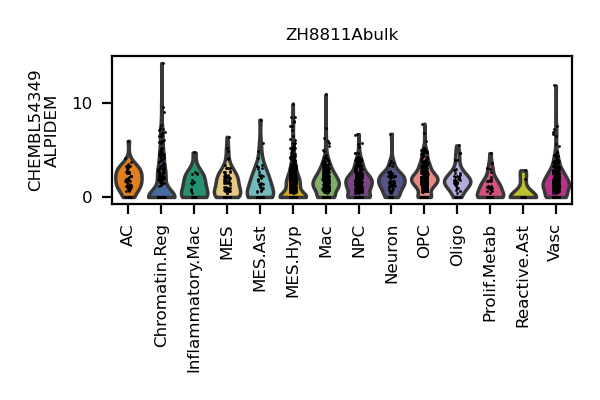 ZH8811Abulk
CHEMBL54349
ALPIDEM
10
0
AC
Chromatin.Reg
Inflammatory.Mac
MES
MES.Ast
MES.Hyp
Mac
NPC
Neuron
OPC
Oligo
Prolif.Metab
Reactive.Ast
Vasc